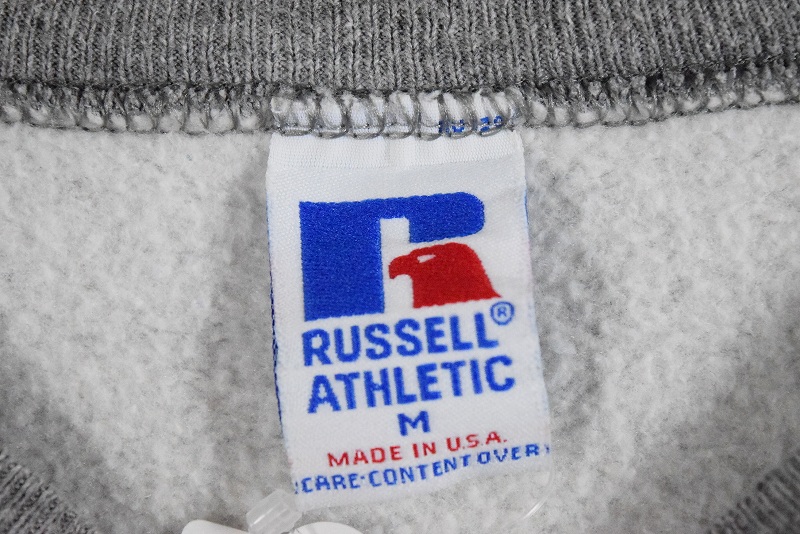 RUSSELL®
ATHLETIC
M
MADE IN U.S.A.
CARE·CONTENT OVER